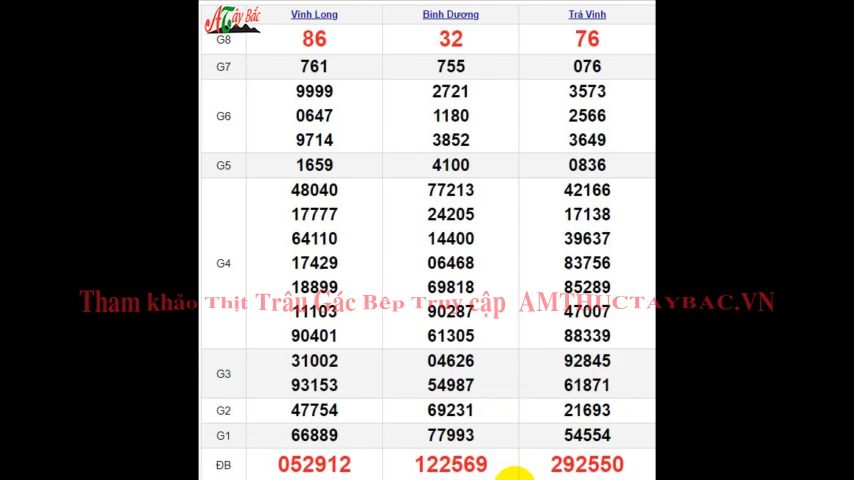 ATây Bắc
Vĩnh Long Bình Dương Trà Vinh
G8 86 32 76
G7 761 755 076
9999 2721 3573
G6 0647 1180 2566
9714 3852 3649
G5 1659 4100 0836
48040 77213 42166
17777 24205 17138
64110 14400 39637
G4 17429 06468 83756
18899 69818 85289
Tham khảo Thịt Trâu Gác Bếp Truy cập AMTHUCTAYBAC.VN
11103 90287 47007
90401 61305 88339
31002 04626 92845
G3
93153 54987 61871
G2 47754 69231 21693
G1 66889 77993 54554
ĐB 052912 122569 292550